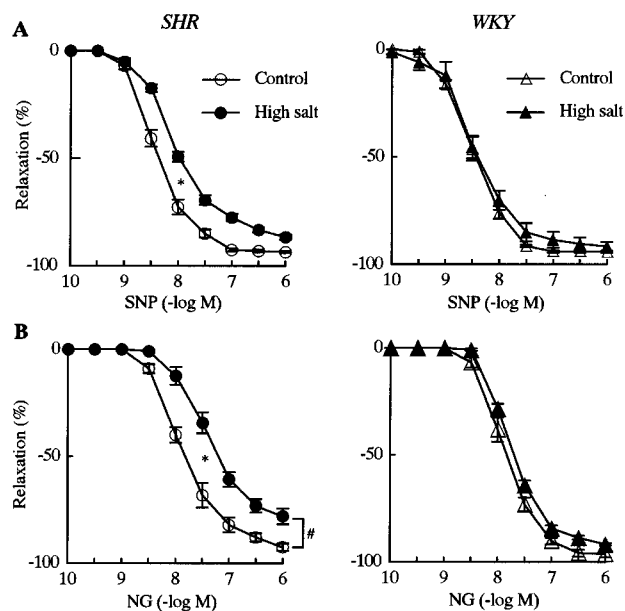 SHR
WKY
A
0
-50
-100
Relaxation (%)
Control
High salt
10 9 8 7 6
SNP (-log M)
*
Control
High salt
0
-50
-100
10 9 8 7 6
SNP (-log M)
B
0
-50
-100
Relaxation (%)
*
#
10 9 8 7 6
NG (-log M)
0
-50
-100
10 9 8 7 6
NG (-log M)